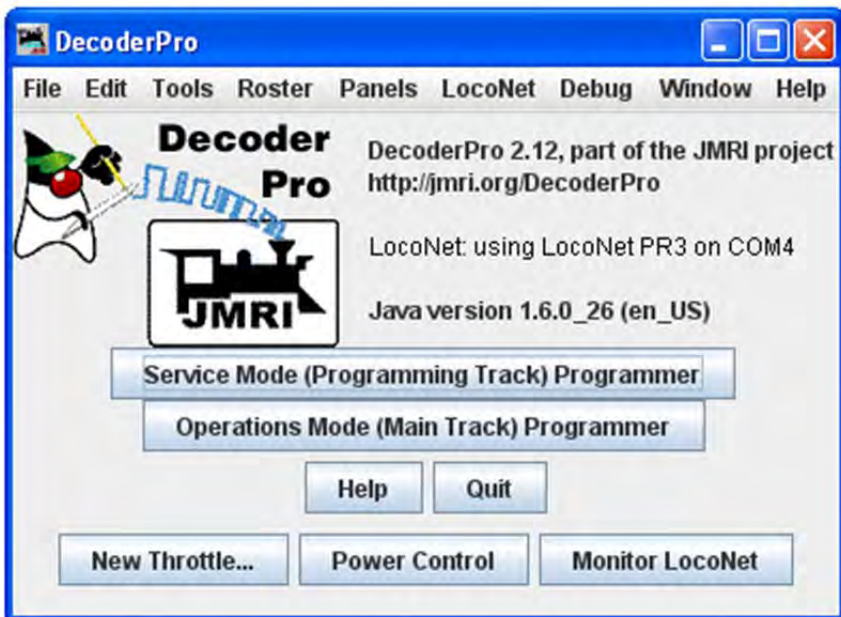 DecoderPro
File Edit Tools Roster Panels LocoNet Debug Window Help
Decoder
Pro
DecoderPro 2.12, part of the JMRI project
http://jmri.org/DecoderPro
LocoNet: using LocoNet PR3 on COM4
JMRI
Java version 1.6.0_26 (en_US)
Service Mode (Programming Track) Programmer
Operations Mode (Main Track) Programmer
Help Quit
New Throttle... Power Control Monitor LocoNet